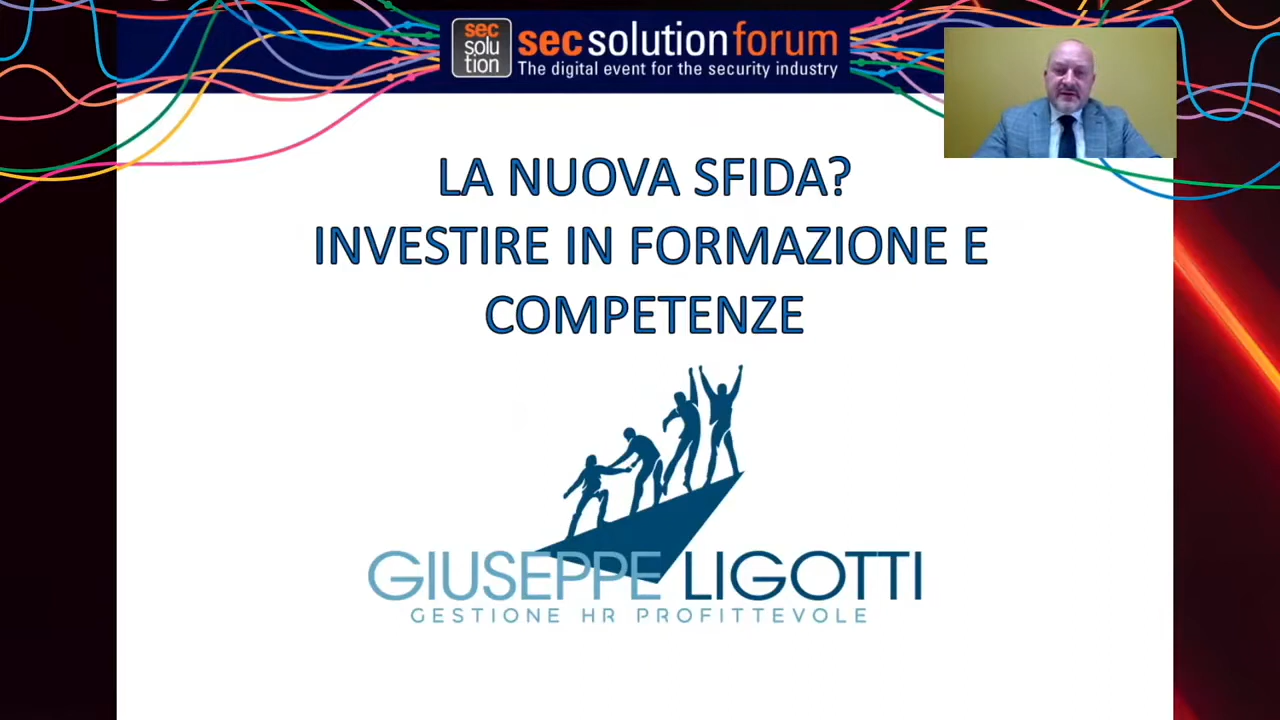 sec
solu
tion
secsolutionforum
The digital event for the security industry
LA NUOVA SFIDA?
INVESTIRE IN FORMAZIONE E
COMPETENZE
GIUSEPPE LIGOTTI
GESTIONE HR PROFITTEVOLE